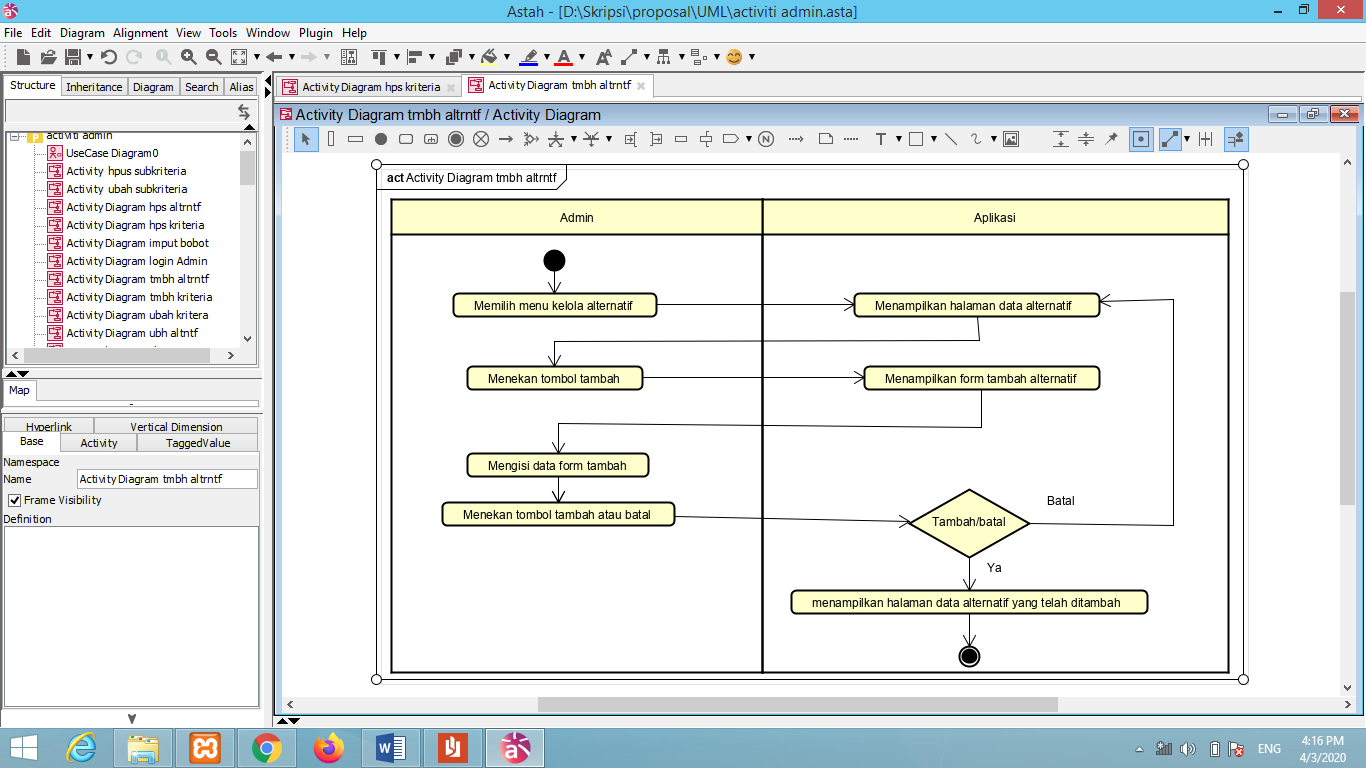 Astah - [D:\Skripsi\proposal\UML\activiti admin.asta]
File Edit Diagram Alignment View Tools Window Plugin Help
Structure Inheritance Diagram Search Alias
activiti admin
UseCase Diagram0
Activity hpus subkriteria
Activity ubah subkriteria
Activity Diagram hps altrntf
Activity Diagram hps kriteria
Activity Diagram imput bobot
Activity Diagram login Admin
Activity Diagram tmbh altrntf
Activity Diagram tmbh kriteria
Activity Diagram ubah kritera
Activity Diagram ubh altntf
Map
Hyperlink Vertical Dimension
Base Activity TaggedValue
Namespace
Name Activity Diagram tmbh altrntf
Frame Visibility
Definition
Activity Diagram hps kriteria Activity Diagram tmbh altrntf
Activity Diagram tmbh altrntf / Activity Diagram
N T
act Activity Diagram tmbh altrntf
Admin Aplikasi
Memilih menu kelola alternatif Menampilkan halaman data alternatif
Menekan tombol tambah Menampilkan form tambah alternatif
Mengisi data form tambah
Menekan tombol tambah atau batal
Tambah/batal
Batal
Ya
menampilkan halaman data alternatif yang telah ditambah
ENG
4:16 PM
4/3/2020